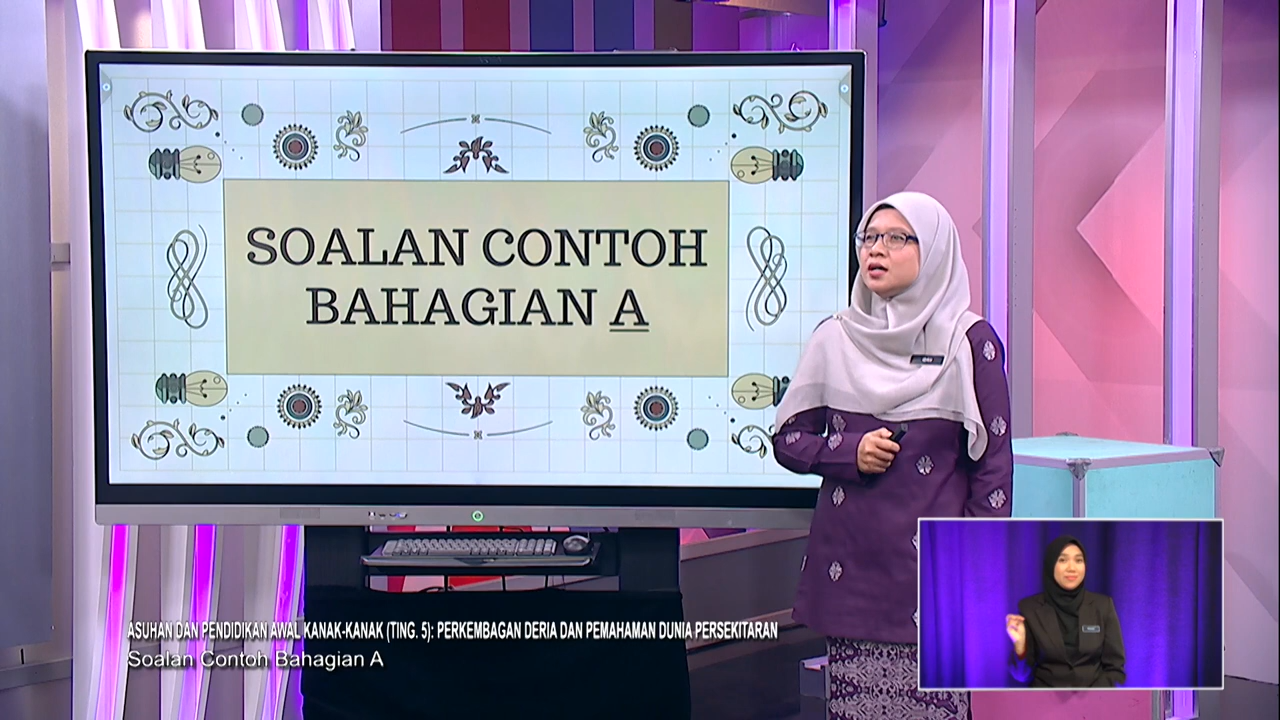 SOALAN CONTOH
BAHAGIAN A
ASUHAN DAN PENDIDIKAN AWAL KANAK-KANAK (TING. 5): PERKEMBAGAN DERIA DAN PEMAHAMAN DUNIA PERSEKITARAN
Soalan Contoh Bahagian A